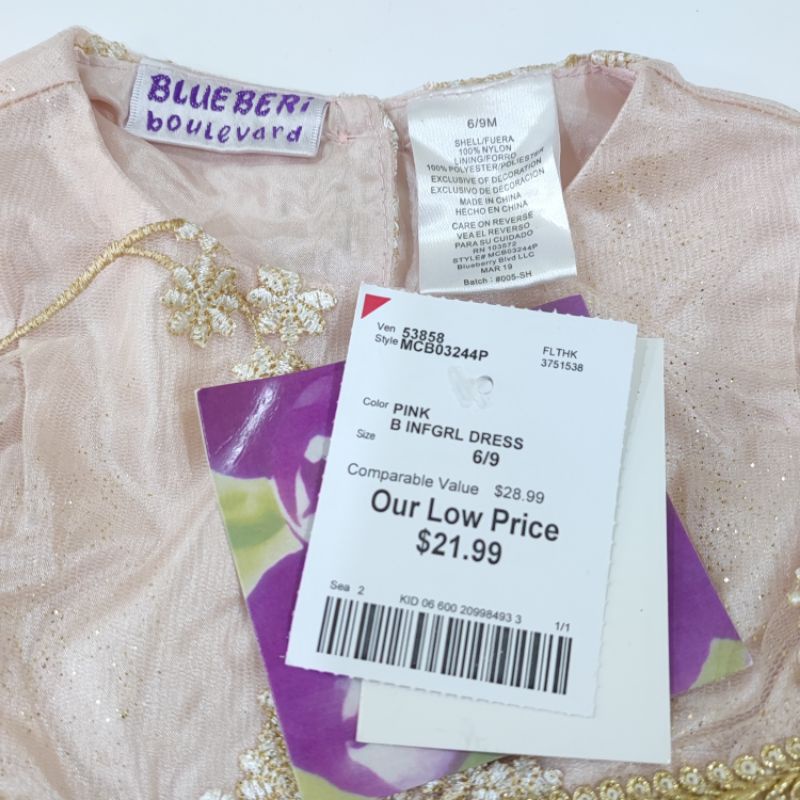 BLUEBERi
boulevard
6/9M
SHELL/FUERA
100% NYLON
LINING/FORRO
100% POLYESTER/POLIESTER
EXCLUSIVE OF DECORATION
EXCLUSIVO DE DECORACION
MADE IN CHINA
HECHO EN CHINA
CARE ON REVERSE
VEA EL REVERSO
PARA SU CUIDADO
RN 103572
STYLE# MCB03244P
Blueberry Blvd LLC
MAR 19
Batch : #005-SH
Ven 53858
Style MCB03244P
FLTHK
3751538
Color PINK
B INFGRL DRESS
Size 6/9
Comparable Value $28.99
Our Low Price
$21.99
Sea 2
KID 06 600 20998493 3
1/1